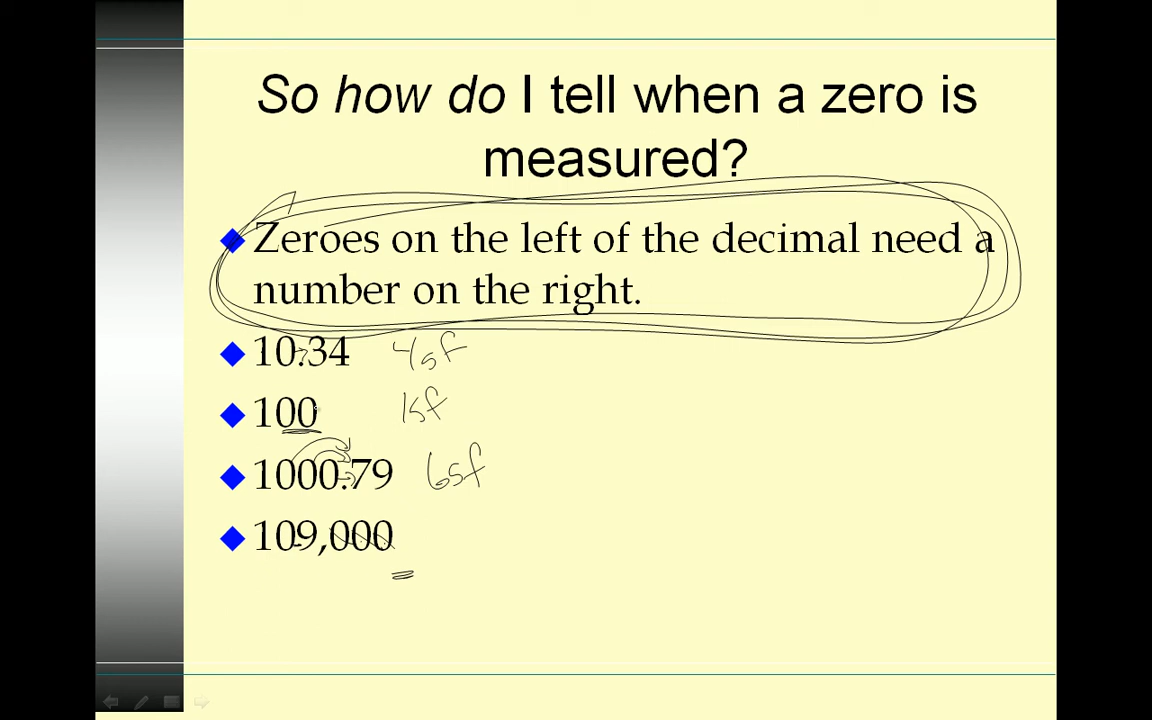 So how do I tell when a zero is
measured?
Zeroes on the left of the decimal need a
number on the right.
10.34 4sf
100 1sf
1000.79 6sf
109,000